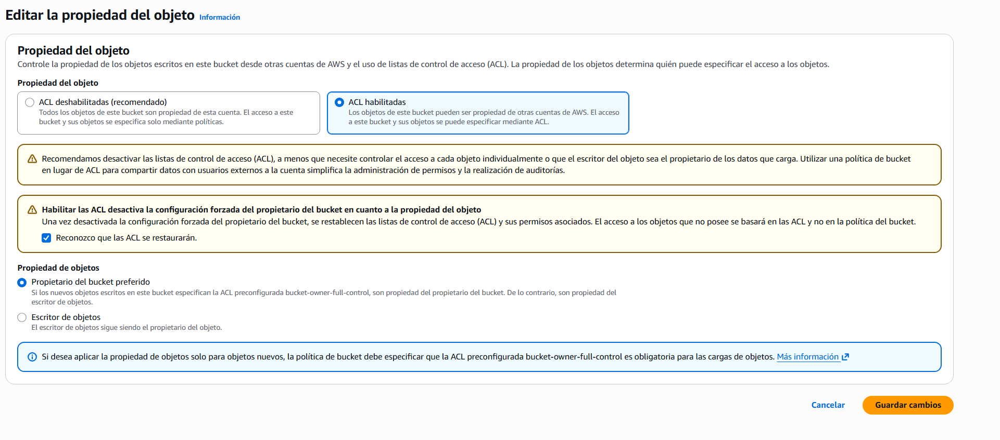 Editar la propiedad del objeto Información
Propiedad del objeto
Controle la propiedad de los objetos escritos en este bucket desde otras cuentas de AWS y el uso de listas de control de acceso (ACL). La propiedad de los objetos determina quién puede especificar el acceso a los objetos.
Propiedad del objeto
ACL deshabilitadas (recomendado)
Todos los objetos de este bucket son propiedad de esta cuenta. El acceso a este
bucket y sus objetos se especifica solo mediante políticas.
ACL habilitadas
Los objetos de este bucket pueden ser propiedad de otras cuentas de AWS. El acceso
a este bucket y sus objetos se puede especificar mediante ACL.
Recomendamos desactivar las listas de control de acceso (ACL), a menos que necesite controlar el acceso a cada objeto individualmente o que el escritor del objeto sea el propietario de los datos que carga. Utilizar una política de bucket
en lugar de ACL para compartir datos con usuarios externos a la cuenta simplifica la administración de permisos y la realización de auditorías.
Habilitar las ACL desactiva la configuración forzada del propietario del bucket en cuanto a la propiedad del objeto
Una vez desactivada la configuración forzada del propietario del bucket, se restablecen las listas de control de acceso (ACL) y sus permisos asociados. El acceso a los objetos que no posee se basará en las ACL y no en la política del bucket.
Reconozco que las ACL se restaurarán.
Propiedad de objetos
Propietario del bucket preferido
Si los nuevos objetos escritos en este bucket especifican la ACL preconfigurada bucket-owner-full-control, son propiedad del propietario del bucket. De lo contrario, son propiedad del
escritor de objetos.
Escritor de objetos
El escritor de objetos sigue siendo el propietario del objeto.
Si desea aplicar la propiedad de objetos solo para objetos nuevos, la política de bucket debe especificar que la ACL preconfigurada bucket-owner-full-control es obligatoria para las cargas de objetos. Más información
Cancelar
Guardar cambios